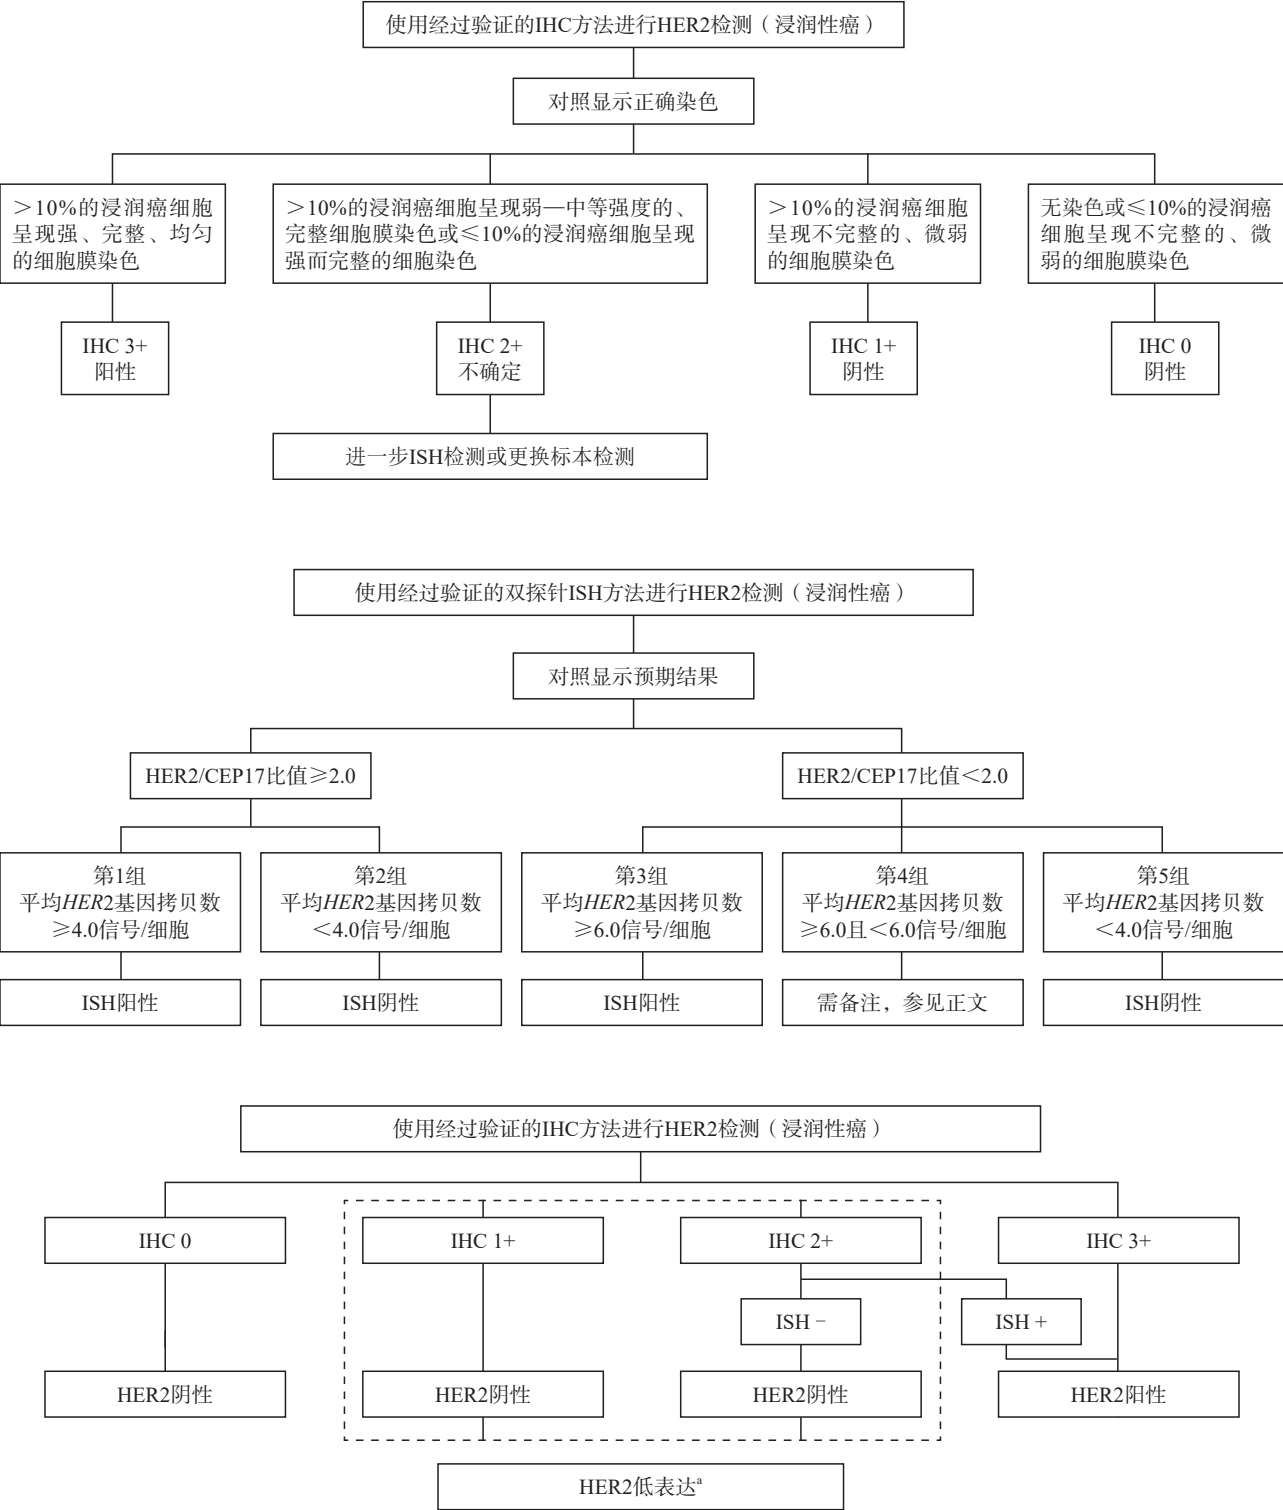 使用经过验证的IHC方法进行HER2检测（浸润性癌）
对照显示正确染色
＞10%的浸润癌细胞
呈现强、完整、均匀
的细胞膜染色
＞10%的浸润癌细胞呈现弱—中等强度的、
完整细胞膜染色或≤10%的浸润癌细胞呈现
强而完整的细胞染色
＞10%的浸润癌细胞
呈现不完整的、微弱
的细胞膜染色
无染色或≤10%的浸润癌
细胞呈现不完整的、微
弱的细胞膜染色
IHC 3+
阳性
IHC 2+
不确定
IHC 1+
阴性
IHC 0
阴性
进一步ISH检测或更换标本检测
使用经过验证的双探针ISH方法进行HER2检测（浸润性癌）
对照显示预期结果
HER2/CEP17比值≥2.0
HER2/CEP17比值＜2.0
第1组
平均HER2基因拷贝数
≥4.0信号/细胞
第2组
平均HER2基因拷贝数
＜4.0信号/细胞
第3组
平均HER2基因拷贝数
≥6.0信号/细胞
第4组
平均HER2基因拷贝数
≥6.0且＜6.0信号/细胞
第5组
平均HER2基因拷贝数
＜4.0信号/细胞
ISH阳性
ISH阴性
ISH阳性
需备注，参见正文
ISH阴性
使用经过验证的IHC方法进行HER2检测（浸润性癌）
IHC 0
IHC 1+
IHC 2+
IHC 3+
ISH −
ISH +
HER2阴性
HER2阴性
HER2阴性
HER2阳性
HER2低表达ª